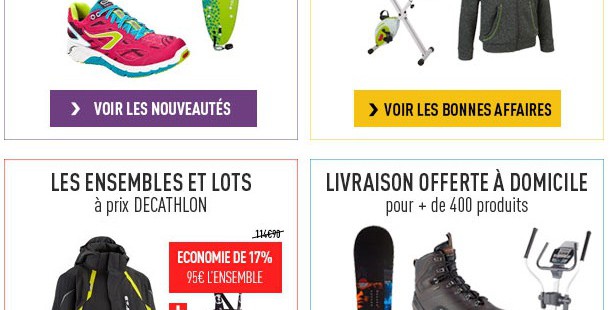 VOIR LES NOUVEAUTÉS
VOIR LES BONNES AFFAIRES
LES ENSEMBLES ET LOTS
à prix DECATHLON
114€90
ECONOMIE DE 17%
95€ L'ENSEMBLE
LIVRAISON OFFERTE À DOMICILE
pour + de 400 produits